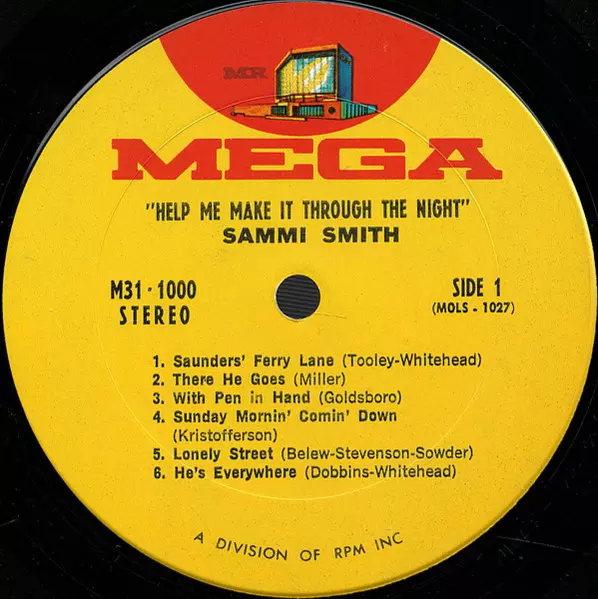 MR.
MEGA
"HELP ME MAKE IT THROUGH THE NIGHT"
SAMMI SMITH
M31-1000
STEREO
SIDE 1
(MOLS - 1027)
1. Saunders' Ferry Lane (Tooley-Whitehead)
2. There He Goes (Miller)
3. With Pen in Hand (Goldsboro)
4. Sunday Mornin' Comin' Down
(Kristofferson)
5. Lonely Street (Belew-Stevenson-Sowder)
6. He's Everywhere (Dobbins-Whitehead)
A DIVISION OF RPM INC